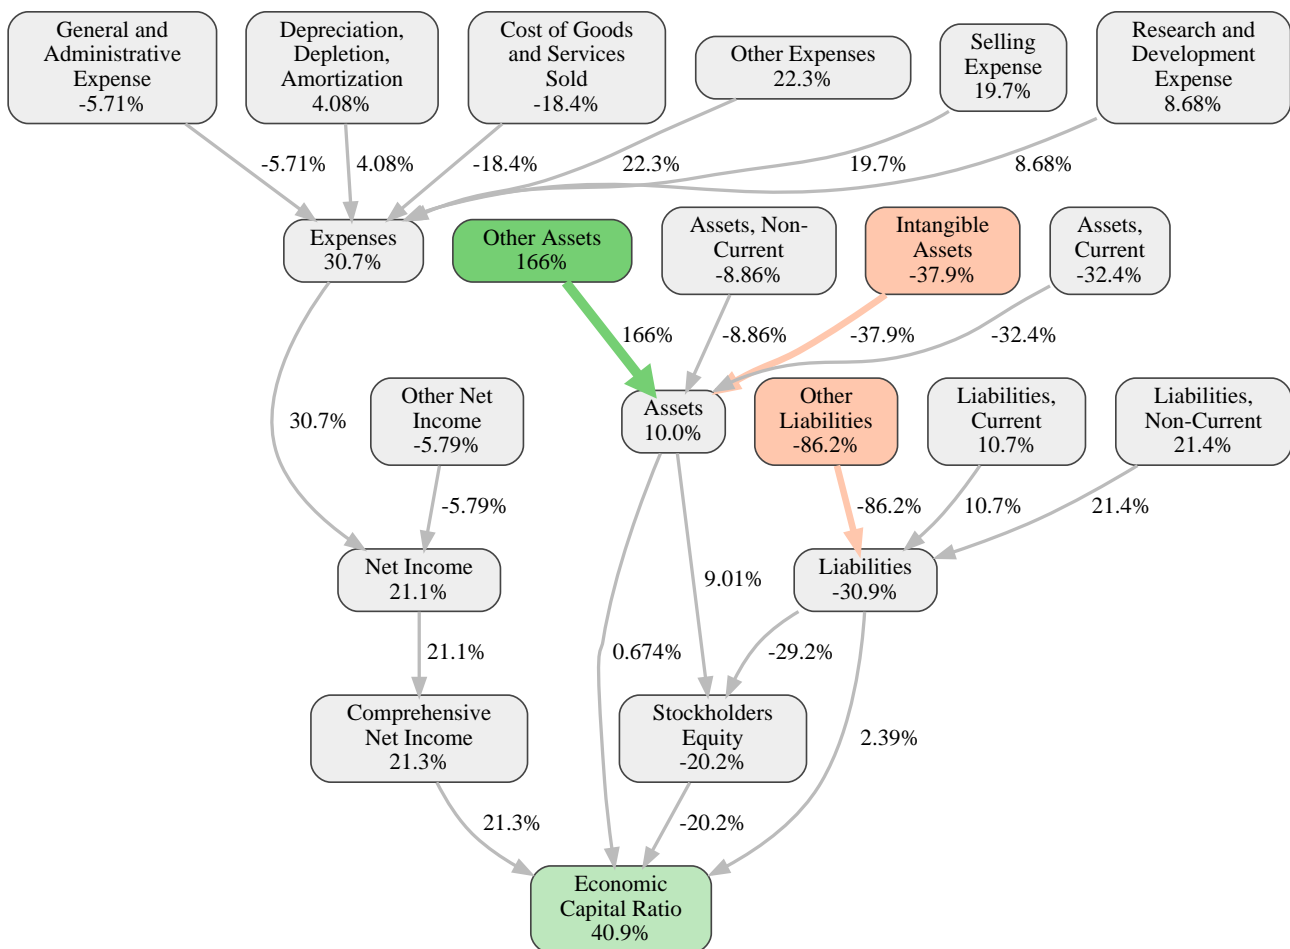 General and
Administrative
Expense
-5.71%
Depreciation,
Depletion,
Amortization
4.08%
Cost of Goods
and Services
Sold
-18.4%
Other Expenses
22.3%
Selling
Expense
19.7%
Research and
Development
Expense
8.68%
-5.71%
4.08%
-18.4%
22.3%
19.7%
8.68%
Expenses
30.7%
Other Assets
166%
Assets, Non-
Current
-8.86%
Intangible
Assets
-37.9%
Assets,
Current
-32.4%
166%
-8.86%
-37.9%
-32.4%
30.7%
Other Net
Income
-5.79%
Assets
10.0%
Other
Liabilities
-86.2%
Liabilities,
Current
10.7%
Liabilities,
Non-Current
21.4%
-5.79%
-86.2%
10.7%
21.4%
Net Income
21.1%
9.01%
Liabilities
-30.9%
21.1%
0.674%
-29.2%
Comprehensive
Net Income
21.3%
Stockholders
Equity
-20.2%
2.39%
21.3%
-20.2%
Economic
Capital Ratio
40.9%